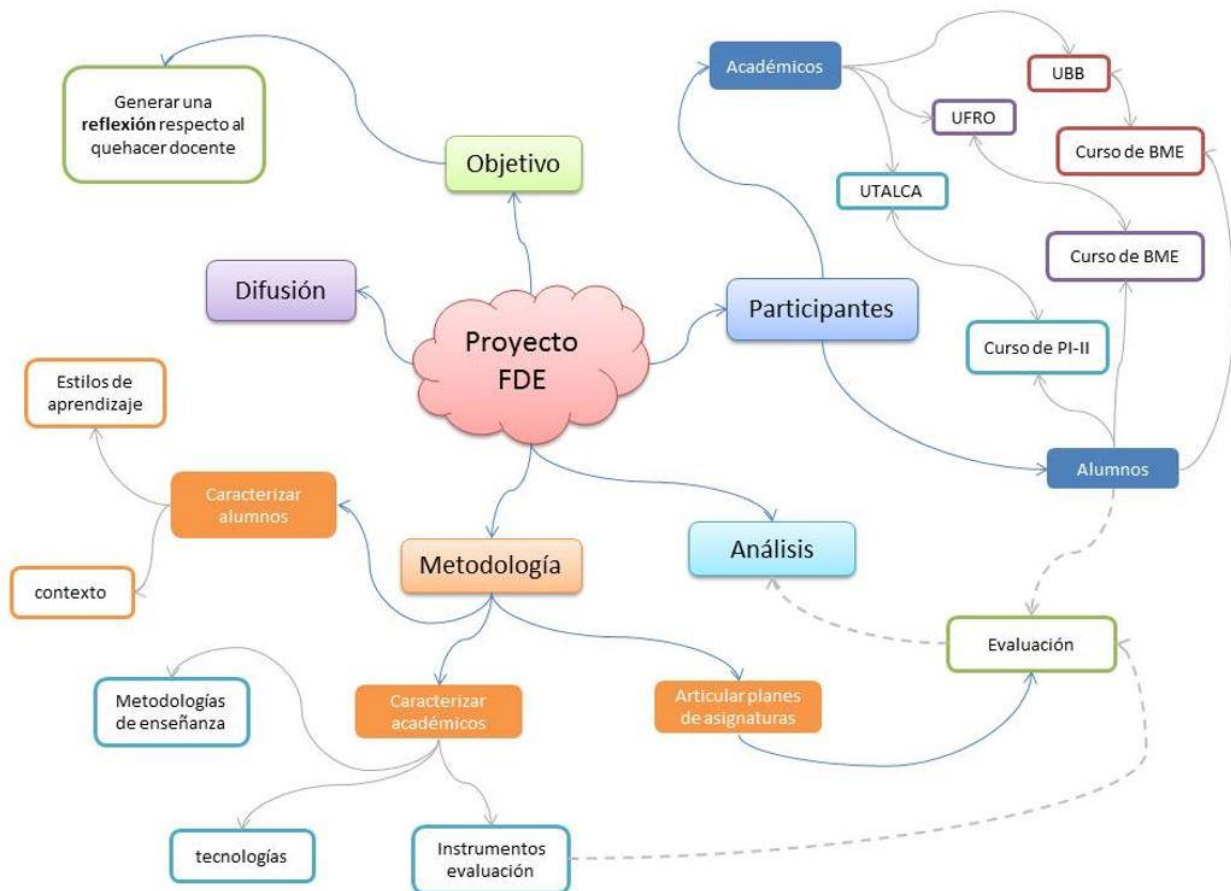 Académicos
UBB
Generar una
reflexión respecto al
quehacer docente
UFRO
Curso de BME
Objetivo
UTALCA
Curso de BME
Difusión
Participantes
Proyecto
FDE
Curso de PI-II
Estilos de
aprendizaje
Alumnos
Caracterizar
alumnos
Análisis
Metodología
contexto
Evaluación
Metodologías
de enseñanza
Caracterizar
académicos
Articular planes
de asignaturas
tecnologías
Instrumentos
evaluación